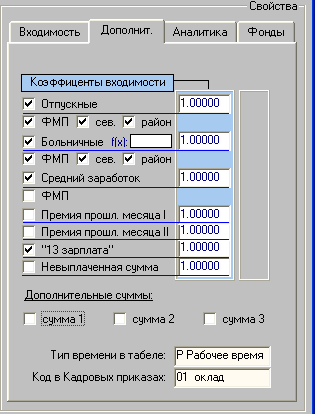 Свойства
Входимость Дополнит. Аналитика Фонды
Коэффиценты входимости
Отпускные 1.00000
ФМП сев. район
Больничные f(x): 1.00000
ФМП сев. район
Средний заработок 1.00000
ФМП
Премия прошл. месяца I 1.00000
Премия прошл. месяца II 1.00000
"13 зарплата" 1.00000
Невыплаченная сумма 1.00000
Дополнительные суммы:
сумма 1 сумма 2 сумма 3
Тип времени в табеле: Р Рабочее время
Код в Кадровых приказах: 01 оклад